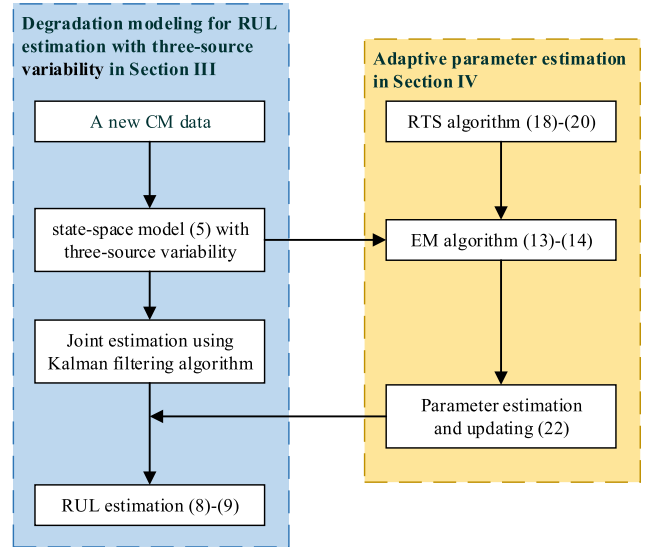 Degradation modeling for RUL
estimation with three-source
variability in Section III
A new CM data
state-space model (5) with
three-source variability
Joint estimation using
Kalman filtering algorithm
RUL estimation (8)-(9)
Adaptive parameter estimation
in Section IV
RTS algorithm (18)-(20)
EM algorithm (13)-(14)
Parameter estimation
and updating (22)